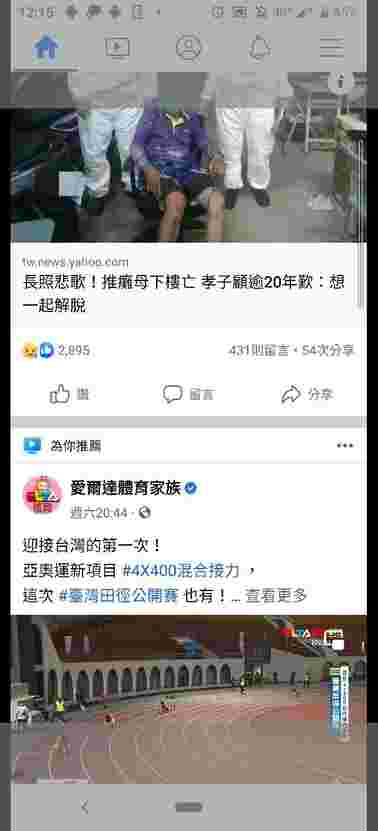 12:15
tw.news.yahoo.com
長照悲歌！推癱母下樓亡 孝子顧逾20年歎：想
一起解脫
2,895
431則留言・54次分享
讚
留言
分享
為你推薦
愛爾達體育家族
週六20:44
迎接台灣的第一次！
亞奧運新項目 #4X400混合接力 ，
這次 #臺灣田徑公開賽 也有！... 查看更多